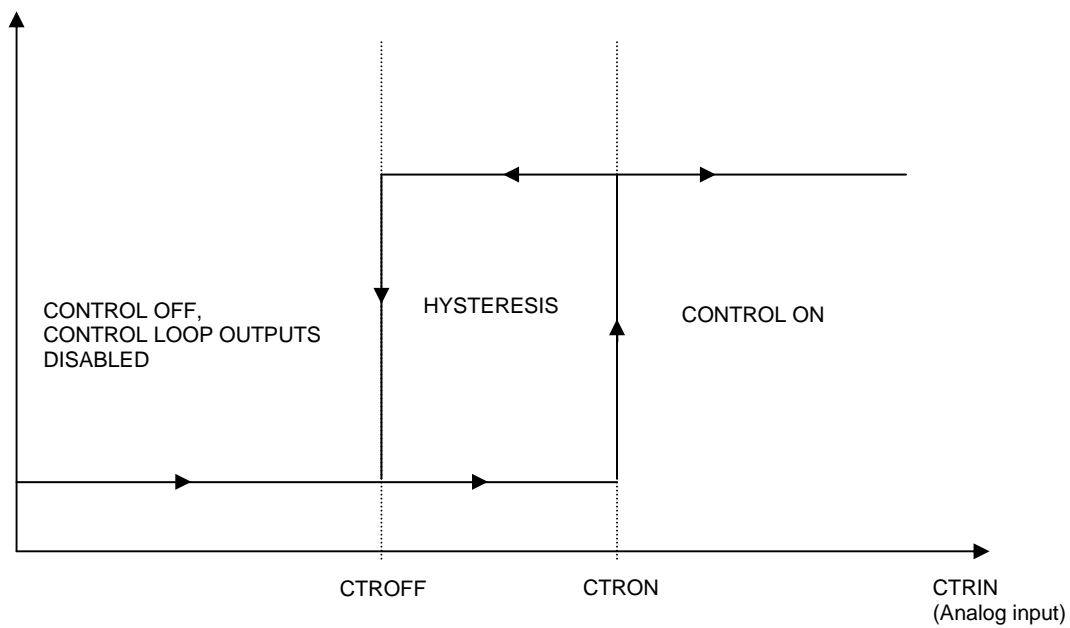 CONTROL OFF,
CONTROL LOOP OUTPUTS
DISABLED
HYSTERESIS
CONTROL ON
CTROFF
CTRON
CTRIN
(Analog input)